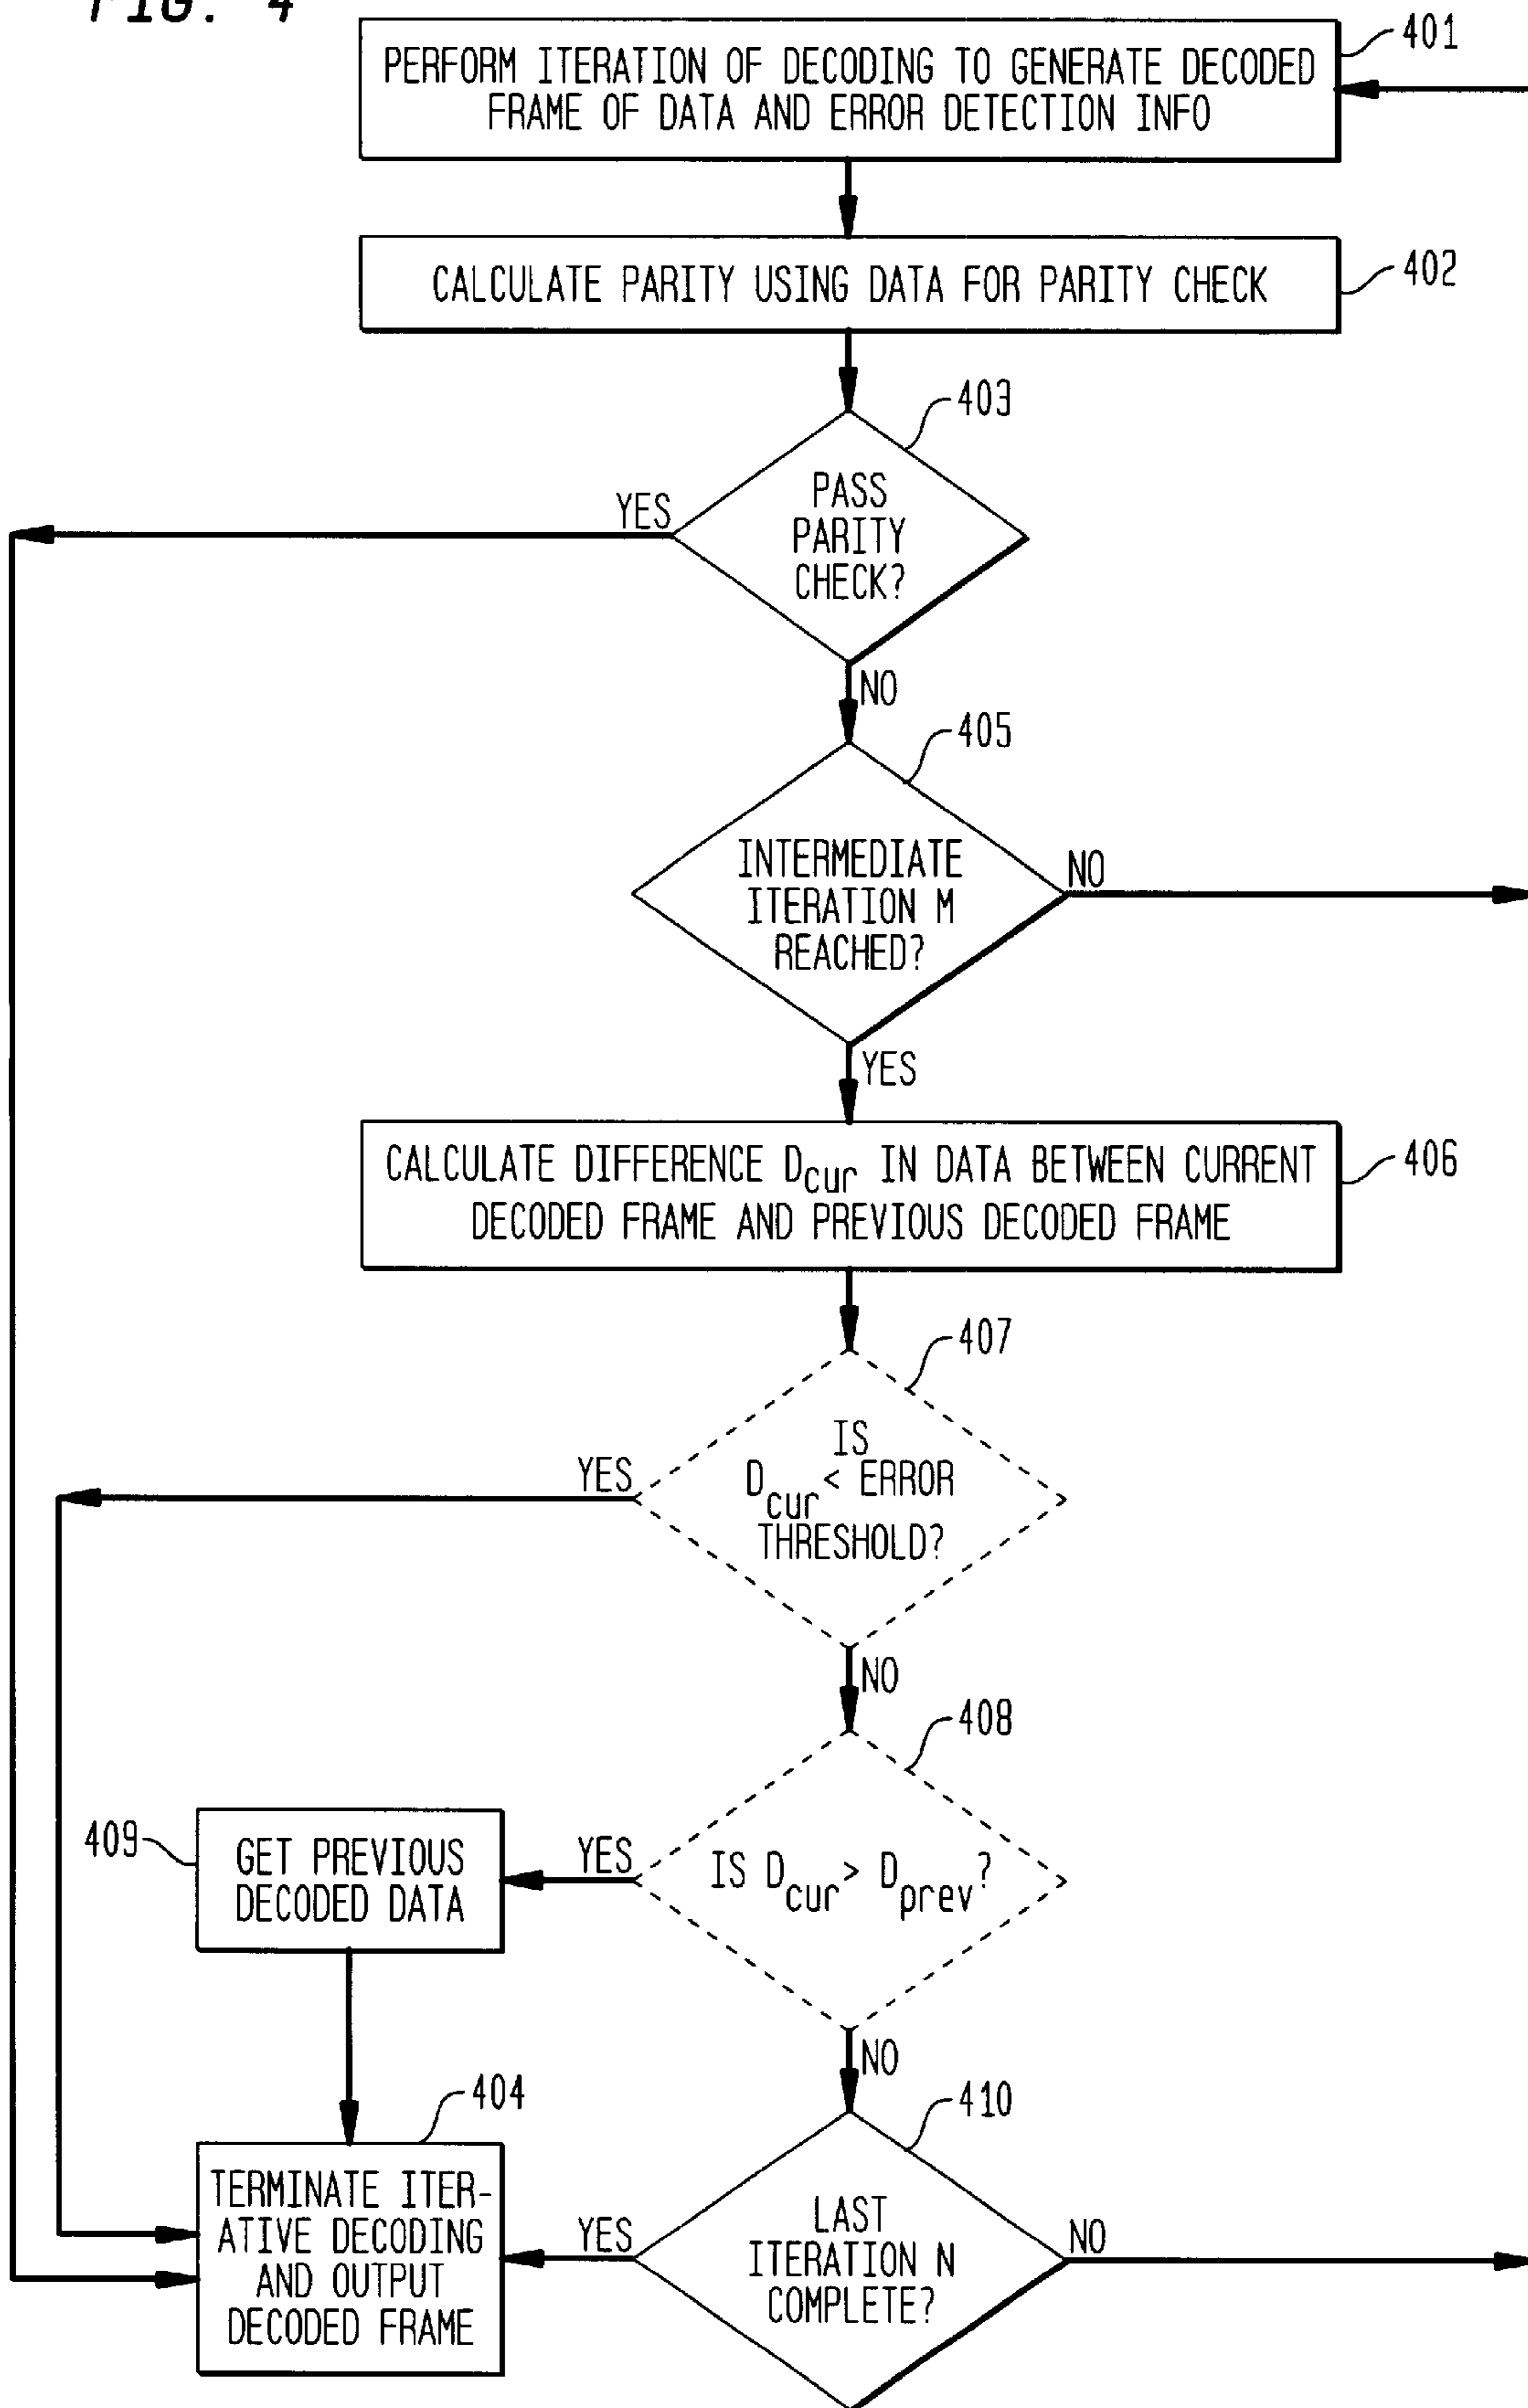 FIG. 4
401
PERFORM ITERATION OF DECODING TO GENERATE DECODED
FRAME OF DATA AND ERROR DETECTION INFO
CALCULATE PARITY USING DATA FOR PARITY CHECK
402
403
PASS
PARITY
CHECK?
YES
NO
405
INTERMEDIATE
ITERATION M
REACHED?
NO
YES
CALCULATE DIFFERENCE Dcur IN DATA BETWEEN CURRENT
DECODED FRAME AND PREVIOUS DECODED FRAME
406
407
IS
Dcur < ERROR
THRESHOLD?
YES
NO
408
IS Dcur > Dprev ?
YES
409
GET PREVIOUS
DECODED DATA
NO
404
TERMINATE ITER-
ATIVE DECODING
AND OUTPUT
DECODED FRAME
410
YES
LAST
ITERATION N
COMPLETE?
NO